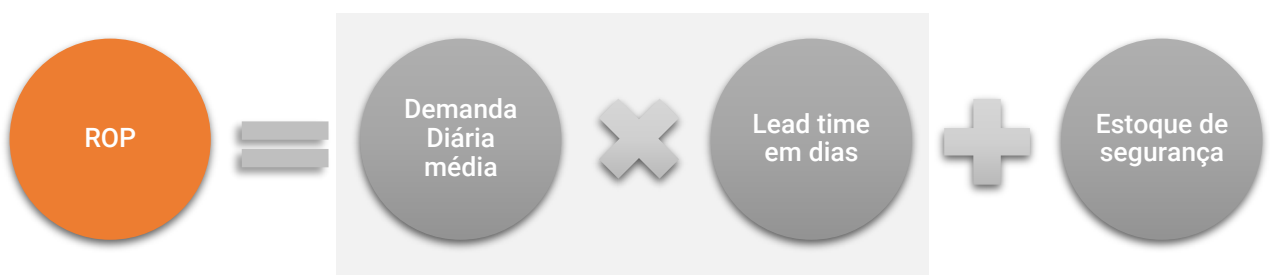 ROP
Demanda
Diária
média
Lead time
em dias
Estoque de
segurança